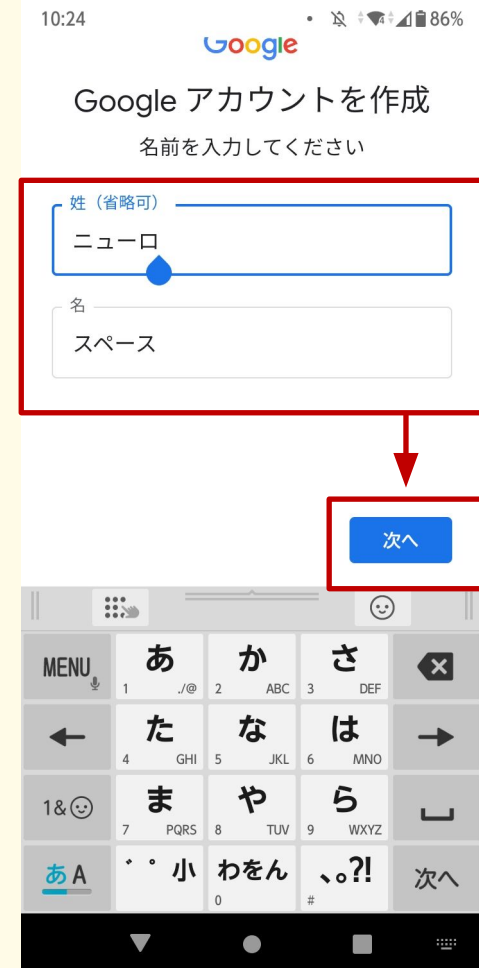 10:24
86%
Google
Google アカウントを作成
名前を入力してください
姓（省略可）
ニューロ
名
スペース
次へ
MENU
あ
1 ./@
か
2 ABC
さ
3 DEF
た
4 GHI
な
5 JKL
は
6 MNO
1&
ま
7 PQRS
や
8 TUV
ら
9 WXYZ
あA
゛゜小
わをん
0
、。?!
#
次へ